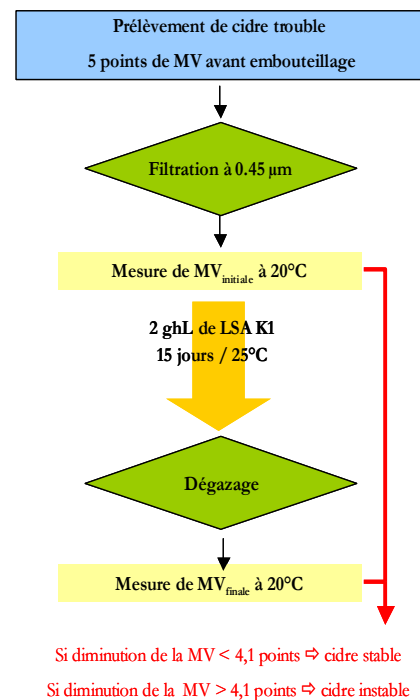 Prélèvement de cidre trouble
5 points de MV avant embouteillage
Filtration à 0.45 µm
Mesure de MVinitiale à 20°C
2 ghL de LSA K1
15 jours / 25°C
Dégazage
Mesure de MVfinale à 20°C
Si diminution de la MV < 4,1 points ⇨ cidre stable
Si diminution de la MV > 4,1 points ⇨ cidre instable